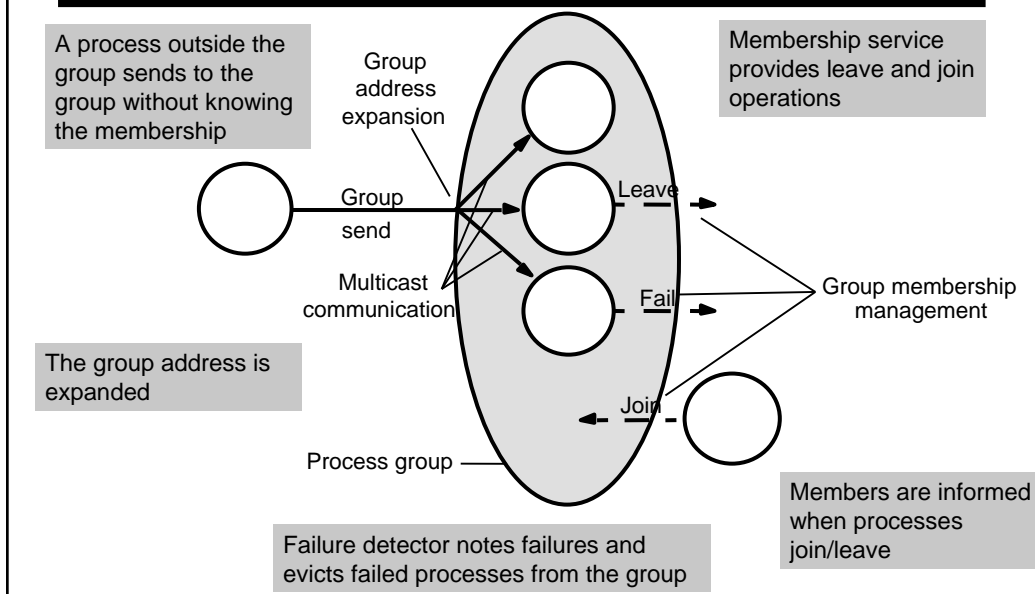 A process outside the
group sends to the
group without knowing
the membership
Group
address
expansion
Membership service
provides leave and join
operations
Group
send
Leave
Multicast
communication
Fail
Group membership
management
The group address is
expanded
Join
Process group
Members are informed
when processes
join/leave
Failure detector notes failures and
evicts failed processes from the group